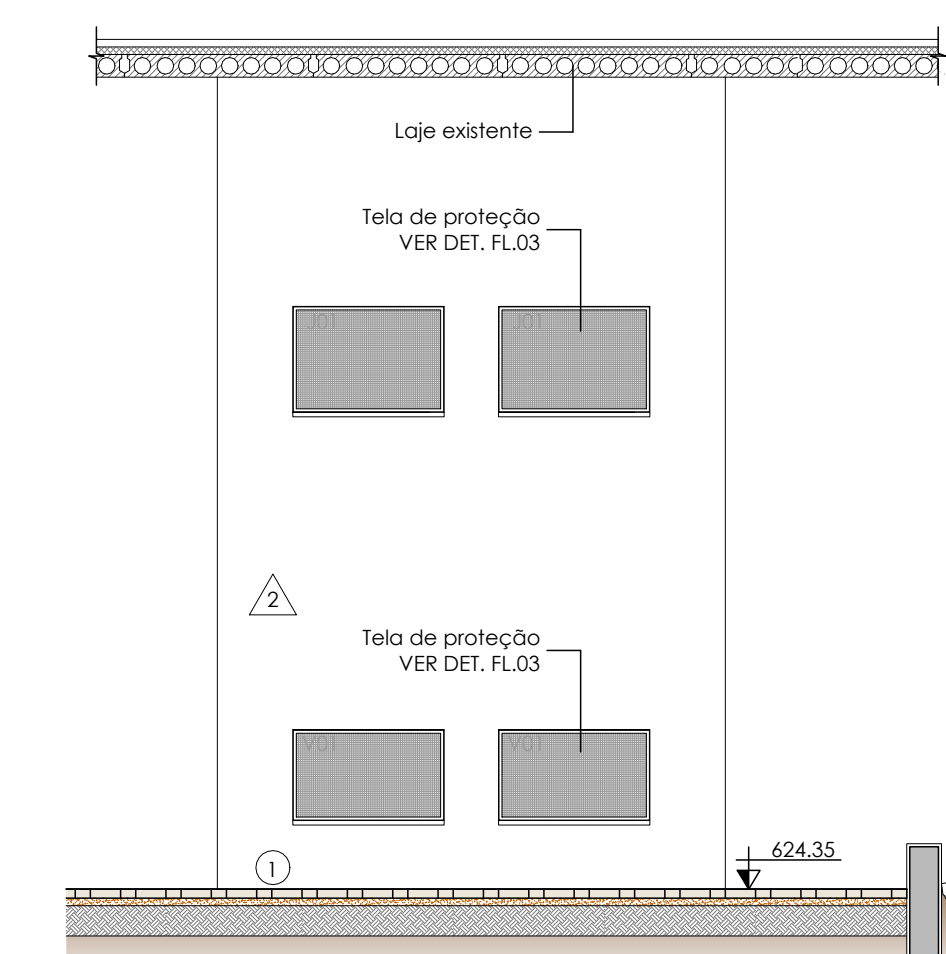 Laje existente
Tela de proteção
VER DET. FL.03
J01
J01
2
Tela de proteção
VER DET. FL.03
V01
V01
1
624.35